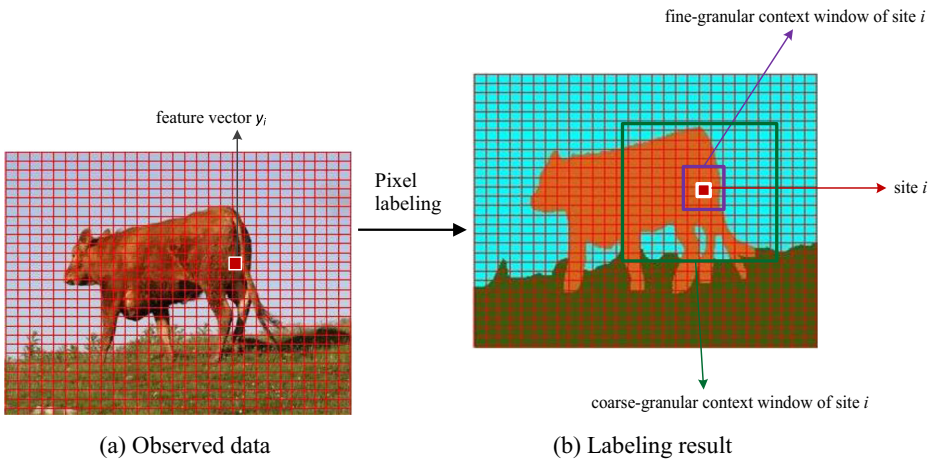 fine-granular context window of site i
feature vector yᵢ
Pixel
labeling
site i
coarse-granular context window of site i
(a) Observed data
(b) Labeling result